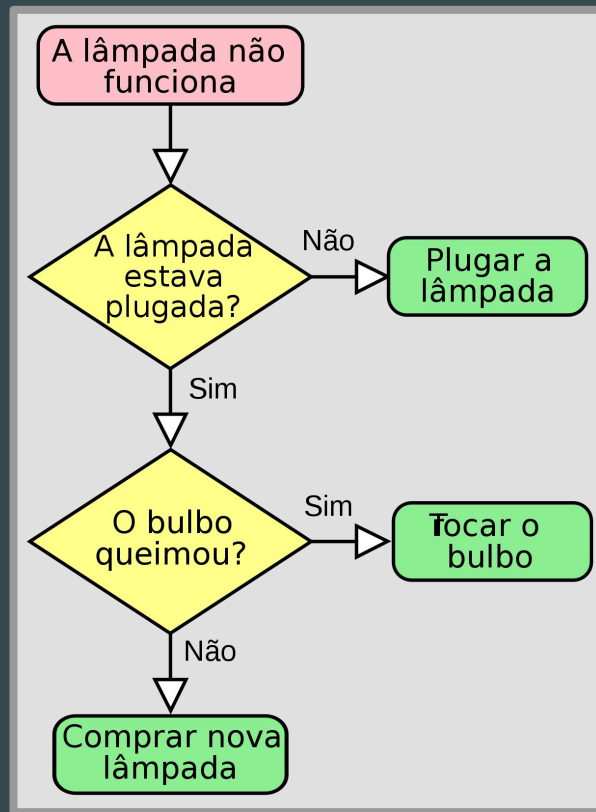 A lâmpada não
funciona
A lâmpada
estava
plugada?
Não
Plugar a
lâmpada
Sim
O bulbo
queimou?
Sim
Trocar o
bulbo
Não
Comprar nova
lâmpada